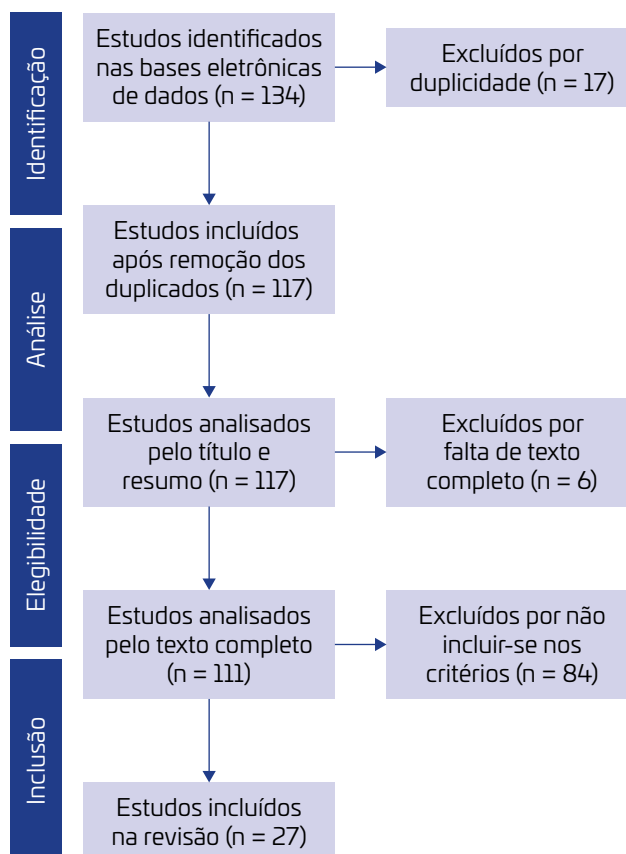 Identificação
Estudos identificados
nas bases eletrônicas
de dados (n = 134)
Excluídos por
duplicidade (n = 17)
Análise
Estudos incluídos
após remoção dos
duplicados (n = 117)
Estudos analisados
pelo título e
resumo (n = 117)
Excluídos por
falta de texto
completo (n = 6)
Elegibilidade
Estudos analisados
pelo texto completo
(n = 111)
Excluídos por não
incluir-se nos
critérios (n = 84)
Inclusão
Estudos incluídos
na revisão (n = 27)